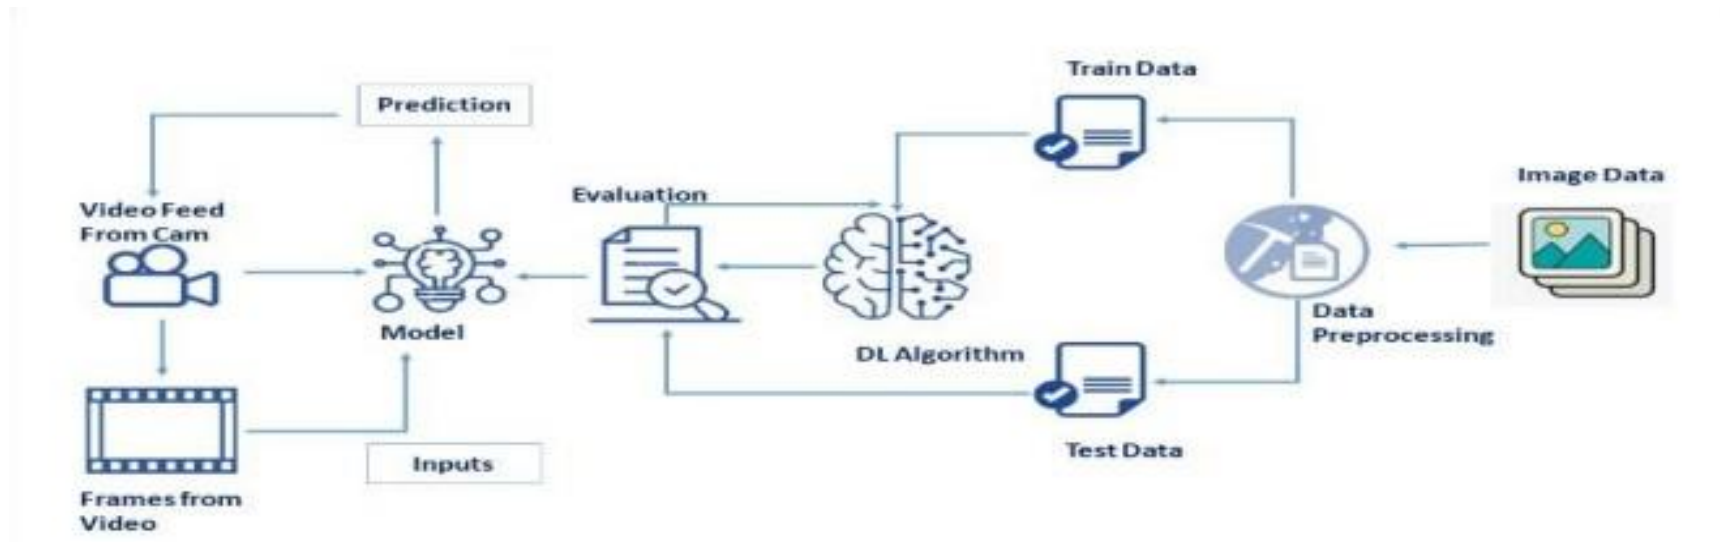 Train Data
Prediction
Image Data
Evaluation
Video Feed
From Cam
Data
Preprocessing
Model
DL Algorithm
Test Data
Inputs
Frames from
Video